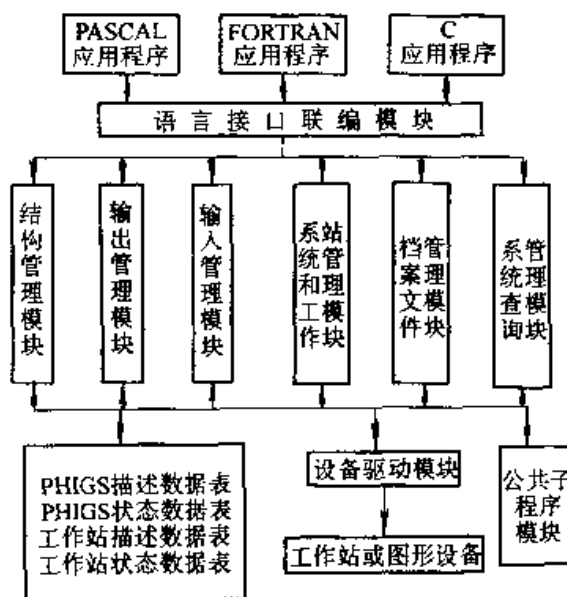 PASCAL
应用程序
FORTRAN
应用程序
C
应用程序
语言接口联编模块
结构管理模块
输出管理模块
输入管理模块
系统和工作
站管理模块
档案文件
管理模块
系统查询
管理模块
PHIGS描述数据表
PHIGS状态数据表
工作站描述数据表
工作站状态数据表
设备驱动模块
工作站或图形设备
公共子
程序
模块